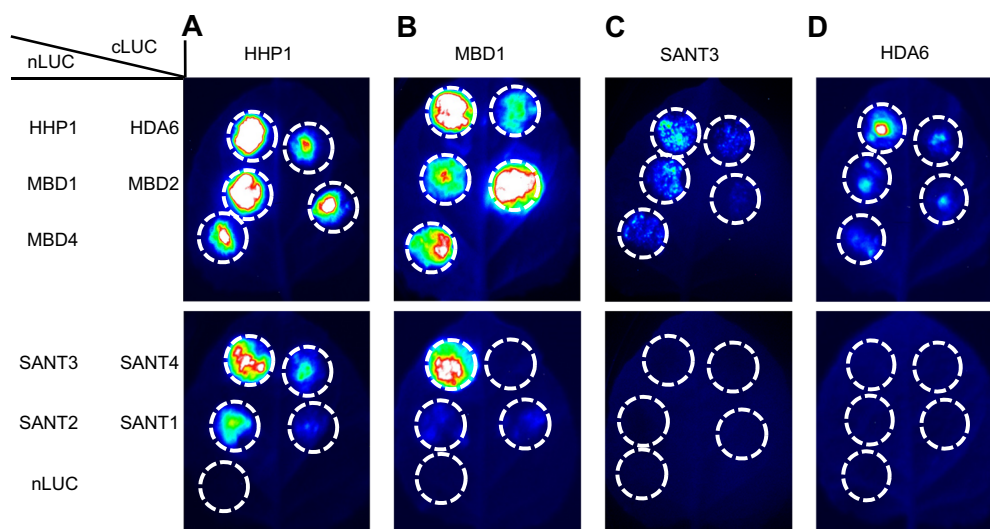 A B C D
cLUC
nLUC
HHP1 MBD1 SANT3 HDA6
HHP1 HDA6
MBD1 MBD2
MBD4
SANT3 SANT4
SANT2 SANT1
nLUC